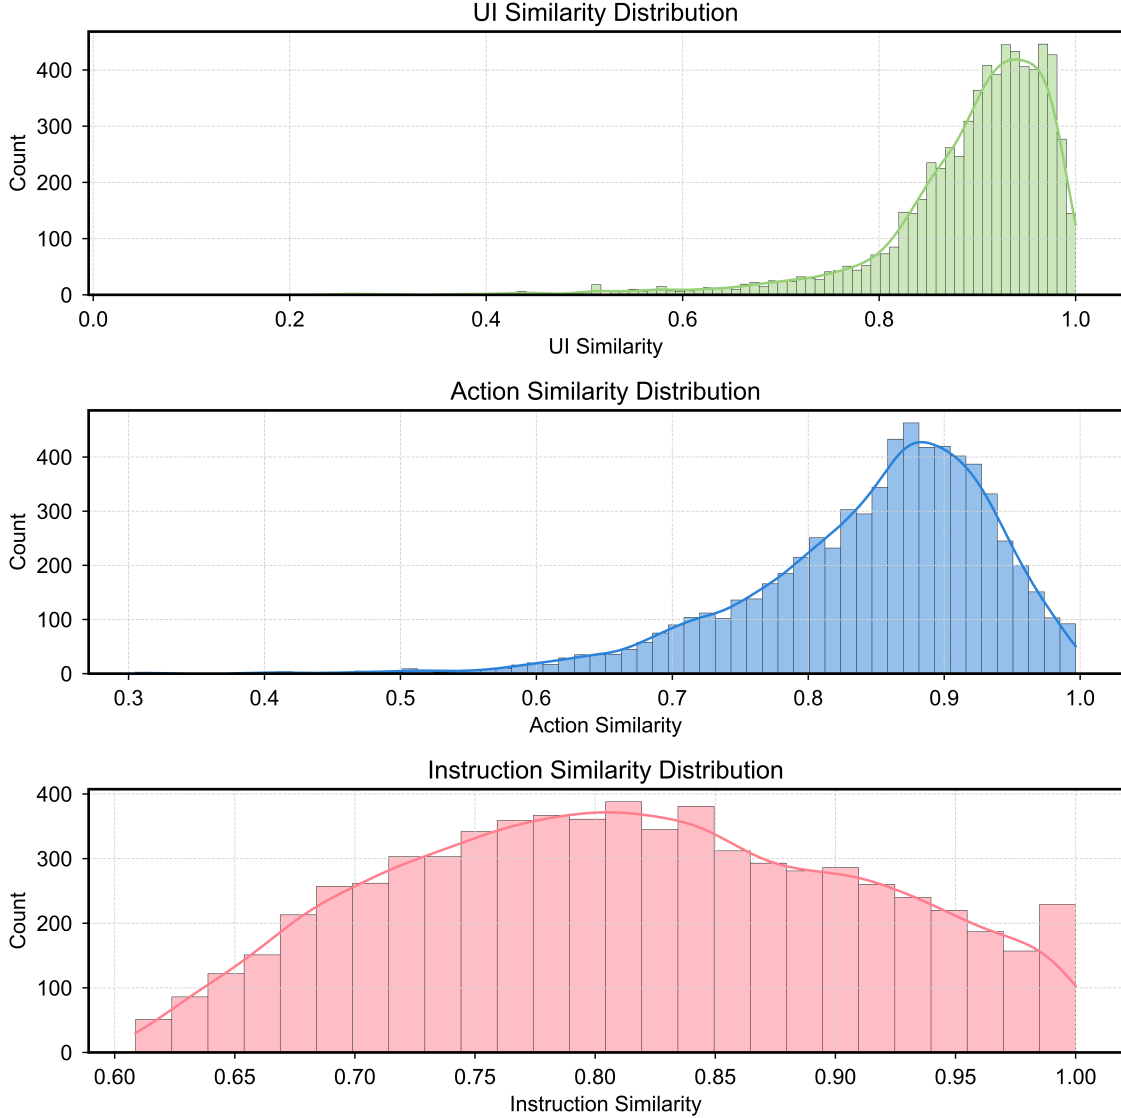 UI Similarity Distribution
400
300
200
100
0
Count
0.0 0.2 0.4 0.6 0.8 1.0
UI Similarity
Action Similarity Distribution
400
300
200
100
0
Count
0.3 0.4 0.5 0.6 0.7 0.8 0.9 1.0
Action Similarity
Instruction Similarity Distribution
400
300
200
100
0
Count
0.60 0.65 0.70 0.75 0.80 0.85 0.90 0.95 1.00
Instruction Similarity